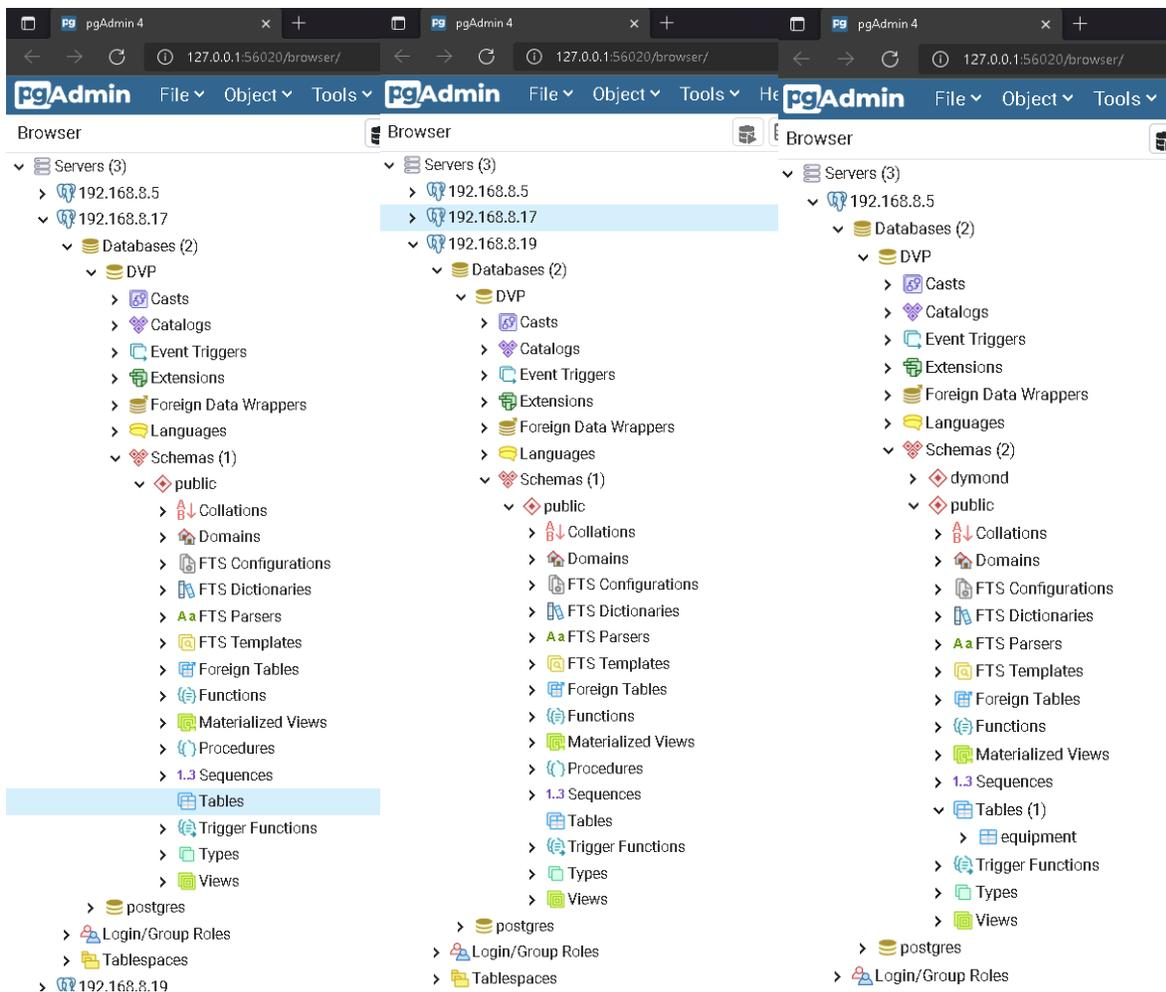 pgAdmin 4
127.0.0.1:56020/browser/
pgAdmin File Object Tools
Browser
Servers (3)
192.168.8.5
192.168.8.17
Databases (2)
DVP
Casts
Catalogs
Event Triggers
Extensions
Foreign Data Wrappers
Languages
Schemas (1)
public
Collations
Domains
FTS Configurations
FTS Dictionaries
FTS Parsers
FTS Templates
Foreign Tables
Functions
Materialized Views
Procedures
1..3 Sequences
Tables
Trigger Functions
Types
Views
postgres
Login/Group Roles
Tablespaces
192.168.8.19
pgAdmin 4
127.0.0.1:56020/browser/
pgAdmin File Object Tools He
Browser
Servers (3)
192.168.8.5
192.168.8.17
192.168.8.19
Databases (2)
DVP
Casts
Catalogs
Event Triggers
Extensions
Foreign Data Wrappers
Languages
Schemas (1)
public
Collations
Domains
FTS Configurations
FTS Dictionaries
FTS Parsers
FTS Templates
Foreign Tables
Functions
Materialized Views
Procedures
1..3 Sequences
Tables
Trigger Functions
Types
Views
postgres
Login/Group Roles
Tablespaces
pgAdmin 4
127.0.0.1:56020/browser/
pgAdmin File Object Tools
Browser
Servers (3)
192.168.8.5
Databases (2)
DVP
Casts
Catalogs
Event Triggers
Extensions
Foreign Data Wrappers
Languages
Schemas (2)
dymond
public
Collations
Domains
FTS Configurations
FTS Dictionaries
FTS Parsers
FTS Templates
Foreign Tables
Functions
Materialized Views
1..3 Sequences
Tables (1)
equipment
Trigger Functions
Types
Views
postgres
Login/Group Roles